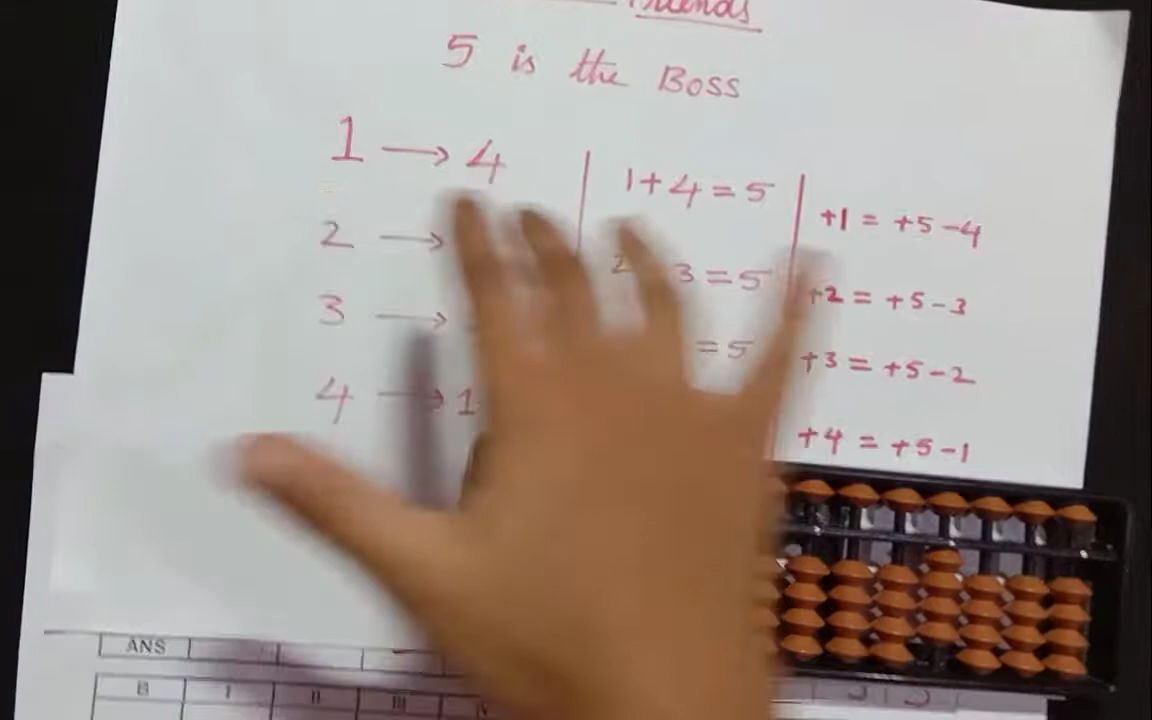 Friends
5 is the Boss
1 → 4
1+4=5
+1 = +5-4
2 →
3 = 5
+2 = +5-3
3 →
= 5
+3 = +5-2
4 → 1
+4 = +5-1
ANS
B I II III